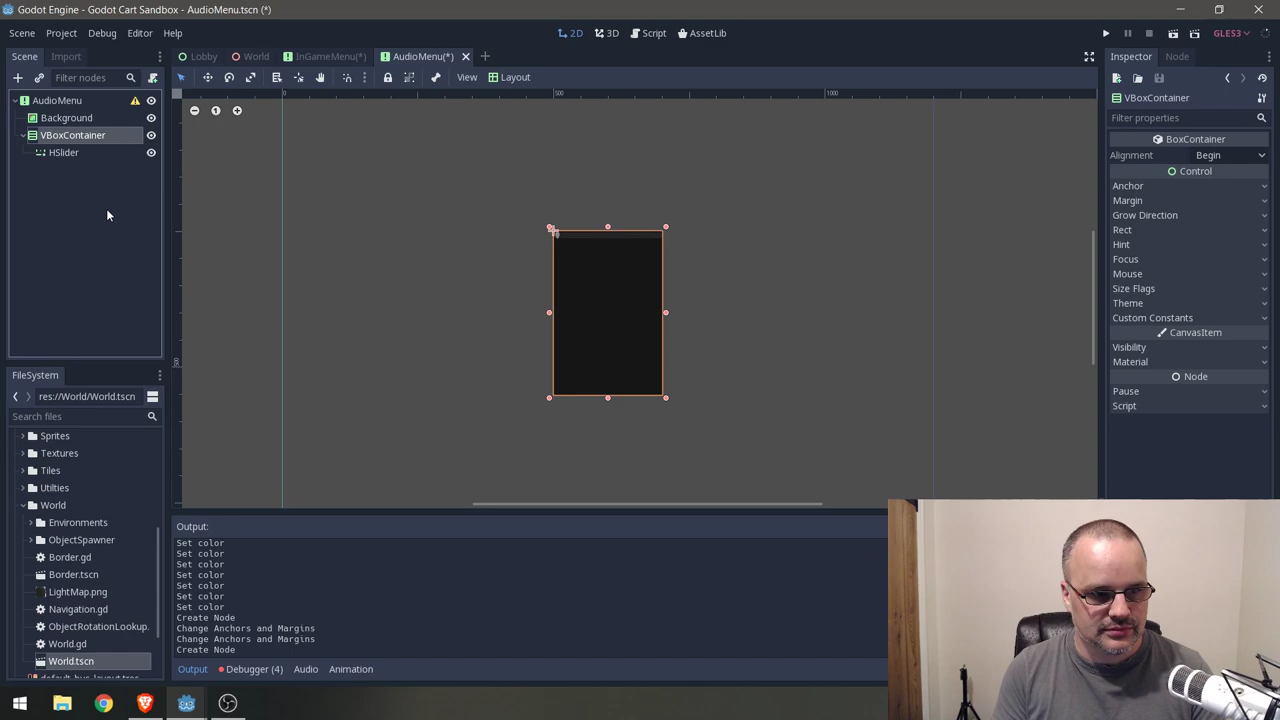 Godot Engine - Godot Cart Sandbox - AudioMenu.tscn (*)
Scene Project Debug Editor Help
2D 3D Script AssetLib
GLES3
Scene Import
Lobby World InGameMenu(*) AudioMenu(*)
Inspector Node
Filter nodes
View Layout
AudioMenu
Background
VBoxContainer
HSlider
0 500 1000
500
VBoxContainer
Filter properties
BoxContainer
Alignment Begin
Control
Anchor
Margin
Grow Direction
Rect
Hint
Focus
Mouse
Size Flags
Theme
Custom Constants
CanvasItem
Visibility
Material
Node
Pause
Script
FileSystem
res://World/World.tscn
Search files
Sprites
Textures
Tiles
Utilties
World
Environments
ObjectSpawner
Border.gd
Border.tscn
LightMap.png
Navigation.gd
ObjectRotationLookup.
World.gd
World.tscn
default_bus_layout.tres
Output:
Set color
Set color
Set color
Set color
Set color
Set color
Set color
Create Node
Change Anchors and Margins
Change Anchors and Margins
Create Node
Output Debugger (4) Audio Animation